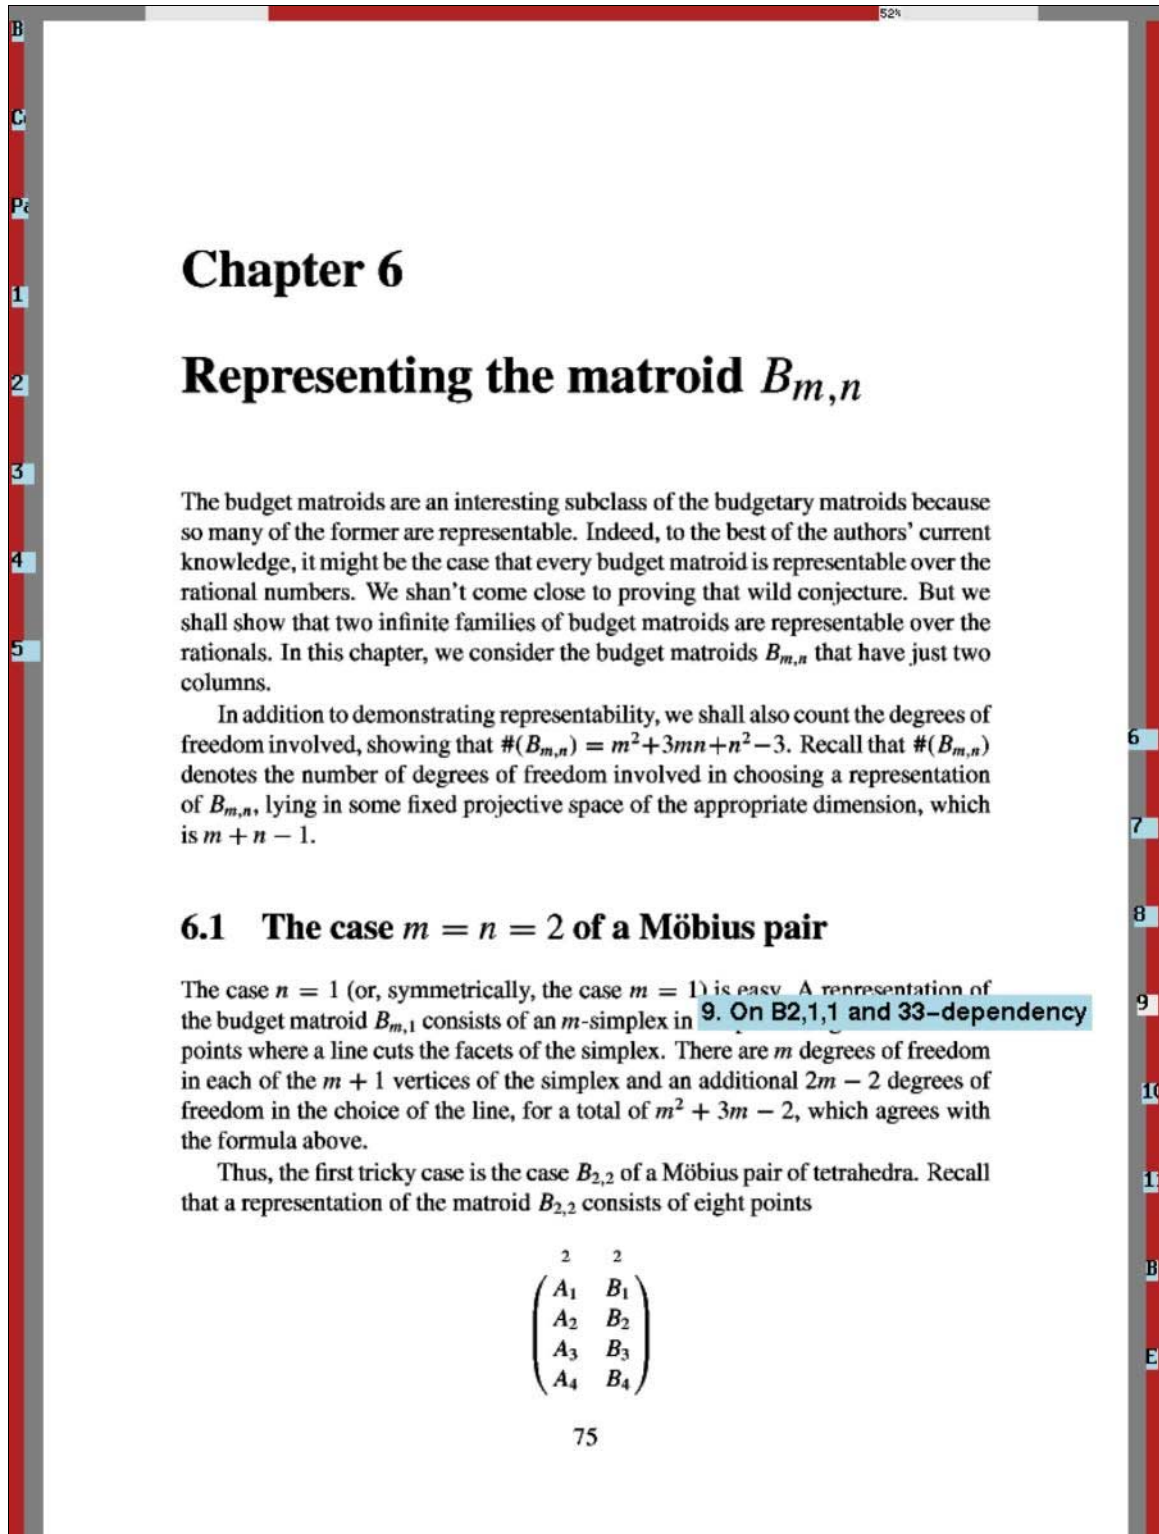 52%
B
C
Pa
1
2
3
4
5
Chapter 6
Representing the matroid Bm,n
The budget matroids are an interesting subclass of the budgetary matroids because
so many of the former are representable. Indeed, to the best of the authors' current
knowledge, it might be the case that every budget matroid is representable over the
rational numbers. We shan't come close to proving that wild conjecture. But we
shall show that two infinite families of budget matroids are representable over the
rationals. In this chapter, we consider the budget matroids Bm,n that have just two
columns.
In addition to demonstrating representability, we shall also count the degrees of
freedom involved, showing that #(Bm,n) = m²+3mn+n²−3. Recall that #(Bm,n)
denotes the number of degrees of freedom involved in choosing a representation
of Bm,n, lying in some fixed projective space of the appropriate dimension, which
is m + n − 1.
6.1 The case m = n = 2 of a Möbius pair
The case n = 1 (or, symmetrically, the case m = 1) is easy. A representation of
the budget matroid Bm,1 consists of an m-simplex in
9. On B2,1,1 and 33-dependency
points where a line cuts the facets of the simplex. There are m degrees of freedom
in each of the m + 1 vertices of the simplex and an additional 2m − 2 degrees of
freedom in the choice of the line, for a total of m² + 3m − 2, which agrees with
the formula above.
Thus, the first tricky case is the case B2,2 of a Möbius pair of tetrahedra. Recall
that a representation of the matroid B2,2 consists of eight points
2 2
A1 B1
A2 B2
A3 B3
A4 B4
75
6
7
8
9
10
11
B
E